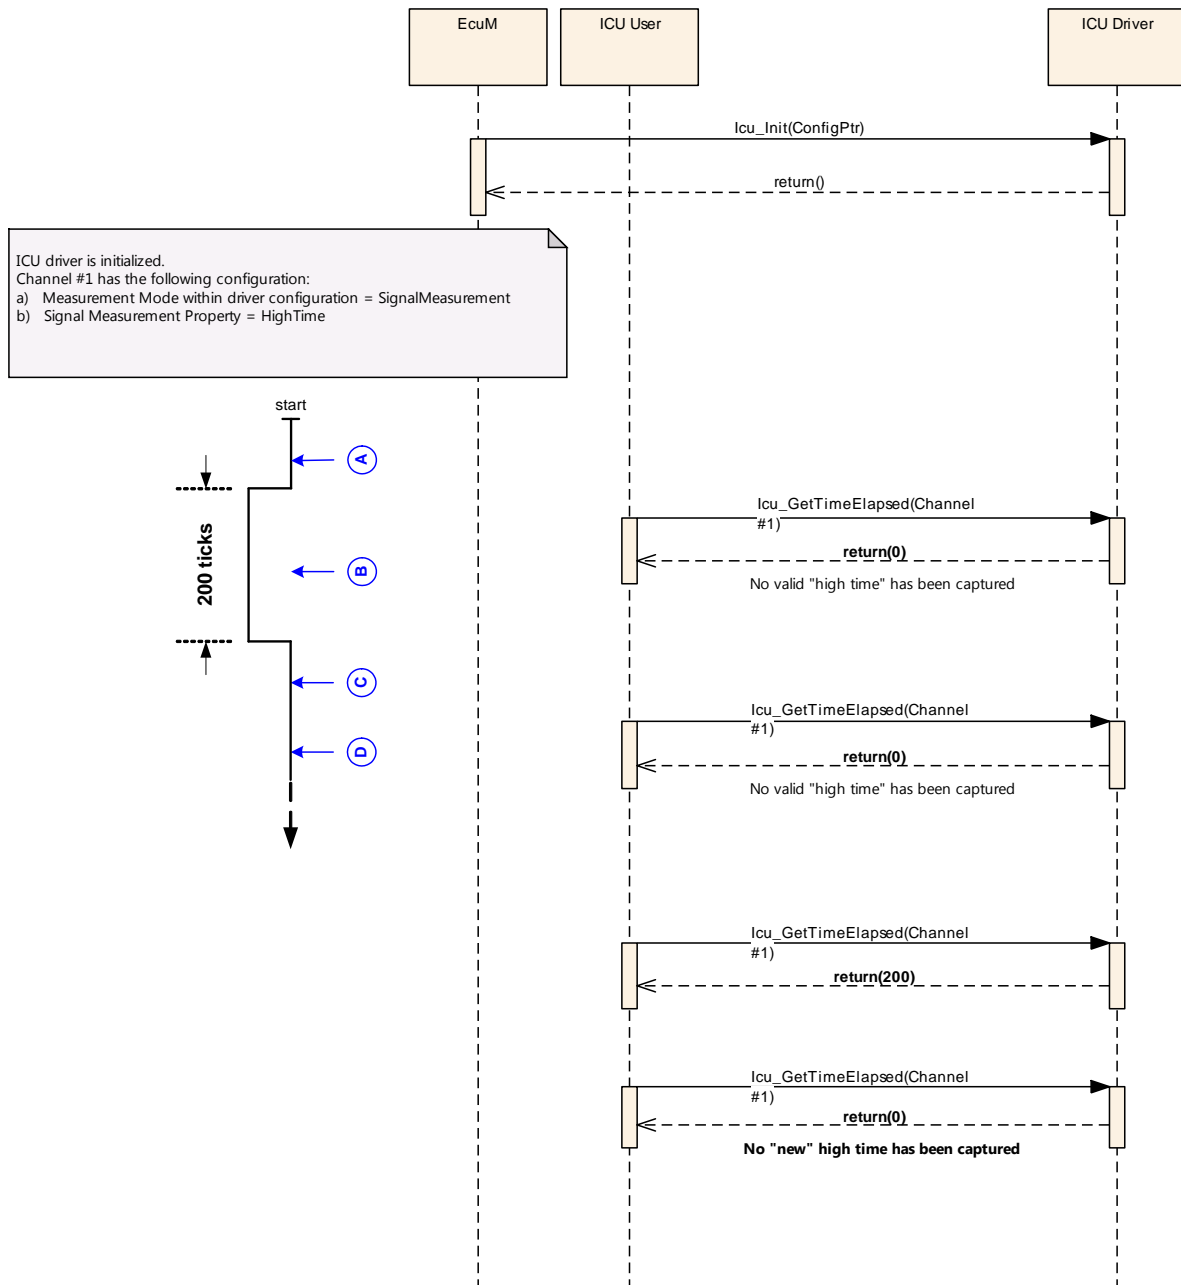 EcuM
ICU User
ICU Driver
Icu_Init(ConfigPtr)
return()
ICU driver is initialized.
Channel #1 has the following configuration:
a) Measurement Mode within driver configuration = SignalMeasurement
b) Signal Measurement Property = HighTime
start
A
200 ticks
B
C
D
Icu_GetTimeElapsed(Channel
#1)
return(0)
No valid "high time" has been captured
Icu_GetTimeElapsed(Channel
#1)
return(0)
No valid "high time" has been captured
Icu_GetTimeElapsed(Channel
#1)
return(200)
Icu_GetTimeElapsed(Channel
#1)
return(0)
No "new" high time has been captured